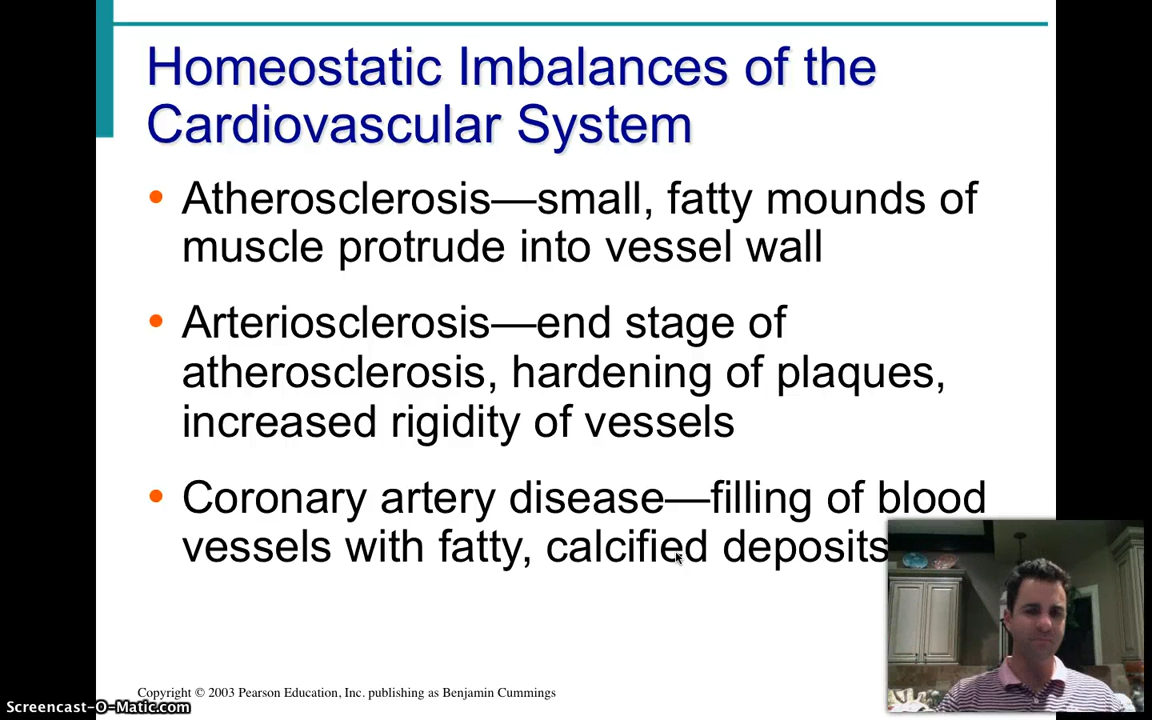 Homeostatic Imbalances of the
Cardiovascular System
• Atherosclerosis—small, fatty mounds of
muscle protrude into vessel wall
• Arteriosclerosis—end stage of
atherosclerosis, hardening of plaques,
increased rigidity of vessels
• Coronary artery disease—filling of blood
vessels with fatty, calcified deposits
Copyright © 2003 Pearson Education, Inc. publishing as Benjamin Cummings
Screencast-O-Matic.com